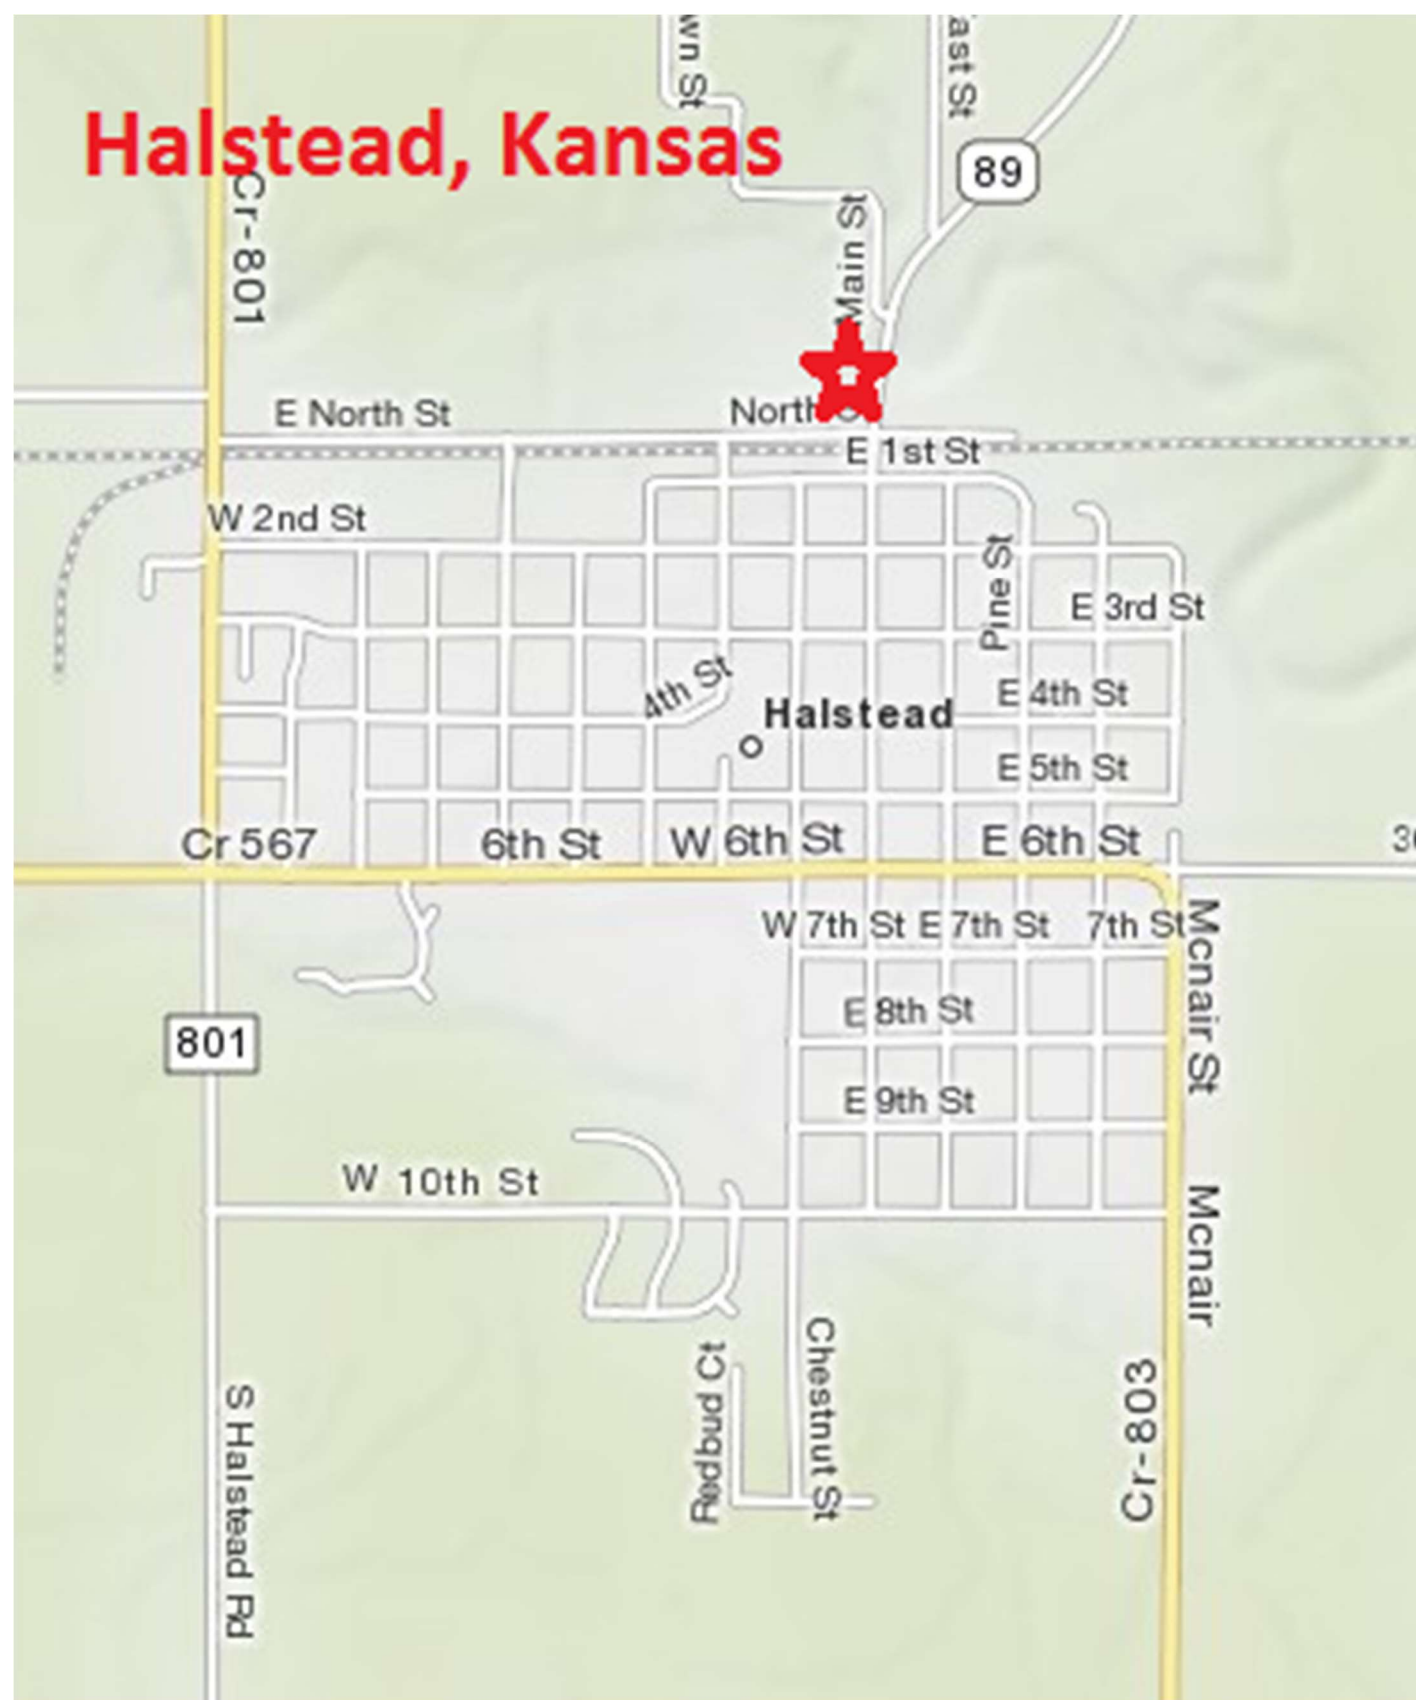 wn St
ast St
Halstead, Kansas
89
Cr-801
Main St
E North St
North
E 1st St
W 2nd St
Pine St
E 3rd St
4th St
E 4th St
Halstead
E 5th St
Cr 567
6th St
W 6th St
E 6th St
W 7th St
E 7th St
7th St
Mcnair St
E 8th St
801
E 9th St
W 10th St
Mcnair
Redbud Ct
Chestnut St
Cr-803
S Halstead Rd